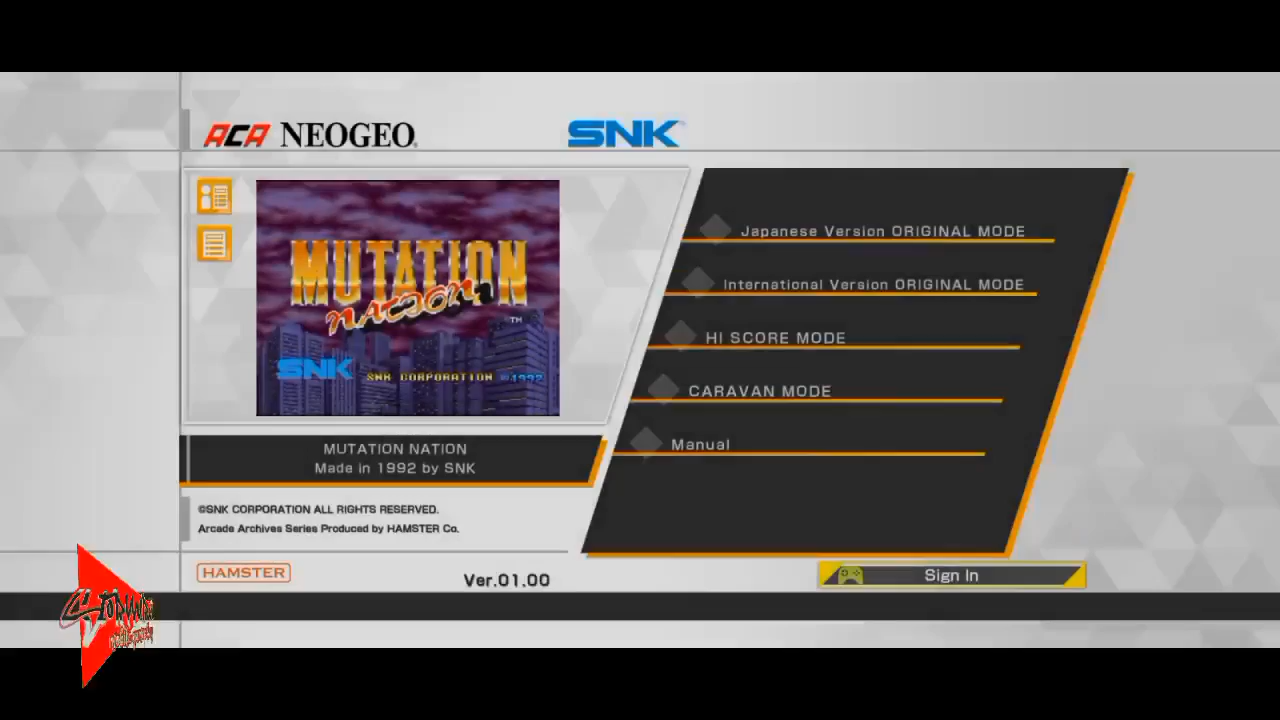 ACA NEOGEO
SNK
MUTATION
NATION
TM
SNK
SNK CORPORATION ©1992
Japanese Version ORIGINAL MODE
International Version ORIGINAL MODE
HI SCORE MODE
CARAVAN MODE
Manual
MUTATION NATION
Made in 1992 by SNK
©SNK CORPORATION ALL RIGHTS RESERVED.
Arcade Archives Series Produced by HAMSTER Co.
HAMSTER
Ver.01.00
Sign In